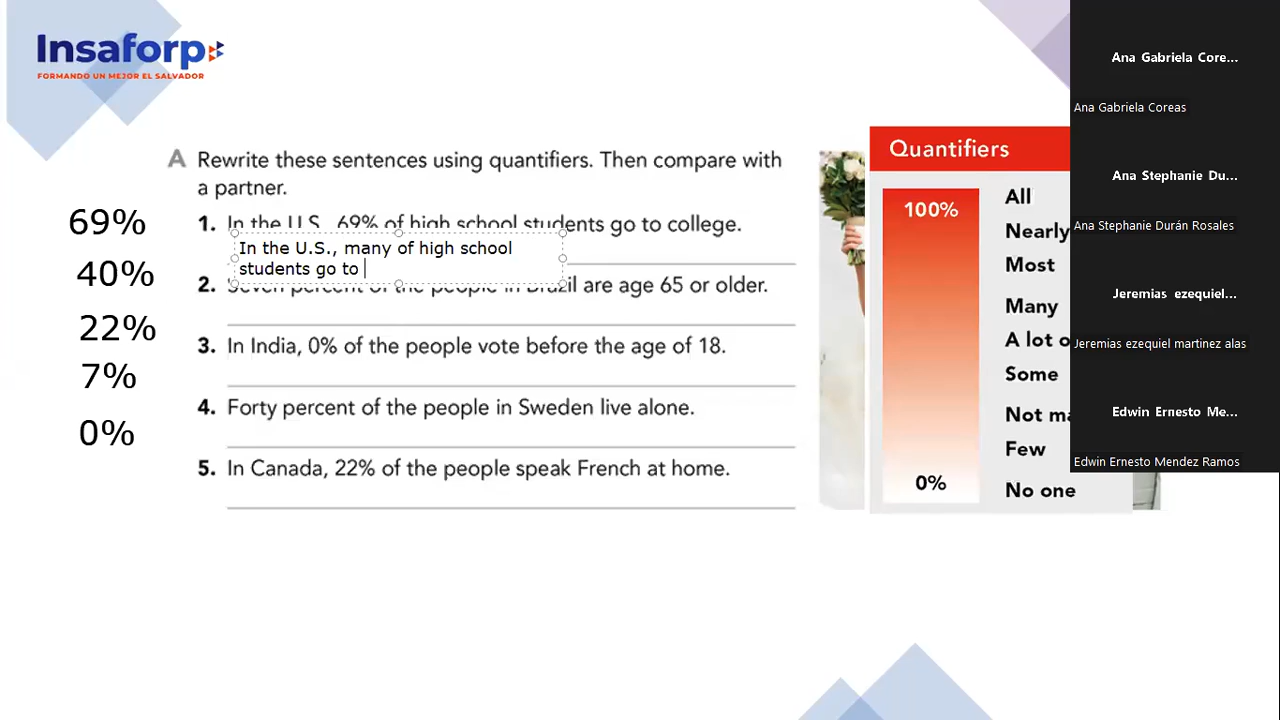 Insaforp
FORMANDO UN MEJOR EL SALVADOR
A Rewrite these sentences using quantifiers. Then compare with
a partner.
69%
40%
22%
7%
0%
1. In the U.S., 69% of high school students go to college.
In the U.S., many of high school
students go to
2. Seven percent of the people in Brazil are age 65 or older.
3. In India, 0% of the people vote before the age of 18.
4. Forty percent of the people in Sweden live alone.
5. In Canada, 22% of the people speak French at home.
Quantifiers
100%
0%
All
Nearly
Most
Many
A lot o
Some
Not ma
Few
No one
Ana Gabriela Core...
Ana Gabriela Coreas
Ana Stephanie Du...
Ana Stephanie Durán Rosales
Jeremias ezequiel...
Jeremias ezequiel martinez alas
Edwin Ernesto Me...
Edwin Ernesto Mendez Ramos